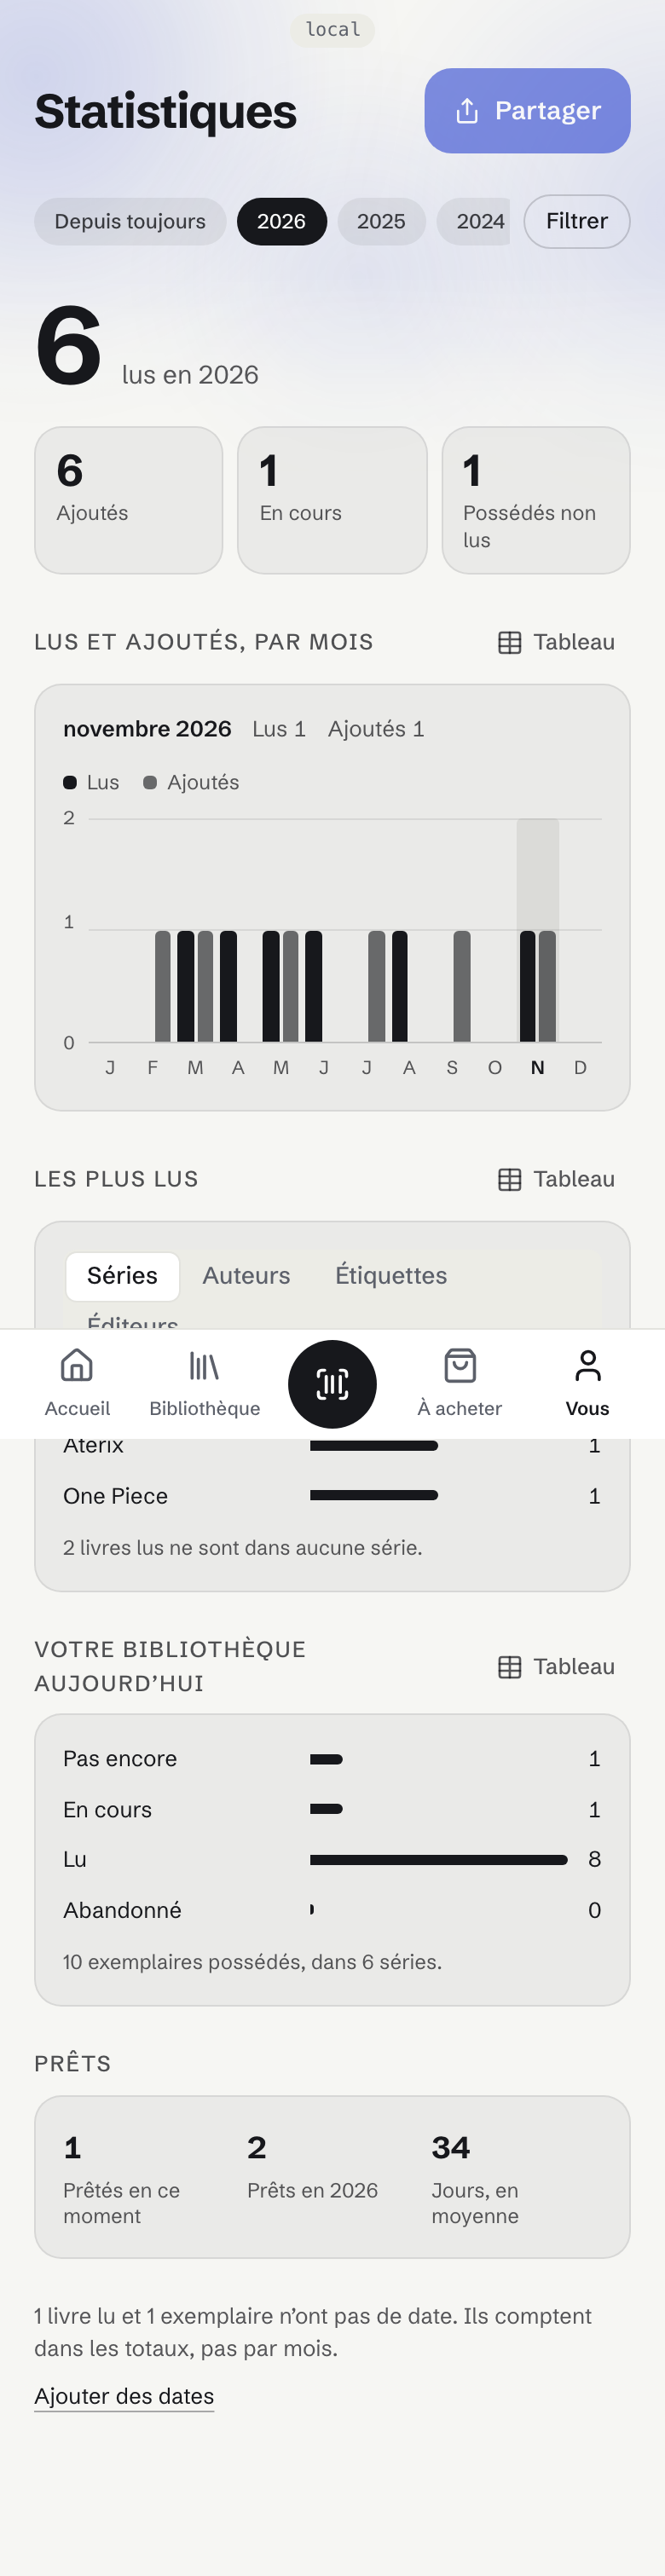 local
Statistiques
Partager
Depuis toujours 2026 2025 2024 Filtrer
6 lus en 2026
6 1 1
Ajoutés En cours Possédés non
lus
LUS ET AJOUTÉS, PAR MOIS Tableau
novembre 2026 Lus 1 Ajoutés 1
Lus Ajoutés
2
1
0
J F M A M J J A S O N D
LES PLUS LUS Tableau
Séries Auteurs Étiquettes
Éditeurs
Accueil Bibliothèque À acheter Vous
Aterix 1
One Piece 1
2 livres lus ne sont dans aucune série.
VOTRE BIBLIOTHÈQUE
AUJOURD’HUI
Tableau
Pas encore 1
En cours 1
Lu 8
Abandonné 0
10 exemplaires possédés, dans 6 séries.
PRÊTS
1 2 34
Prêtés en ce Prêts en 2026 Jours, en
moment moyenne
1 livre lu et 1 exemplaire n’ont pas de date. Ils comptent
dans les totaux, pas par mois.
Ajouter des dates